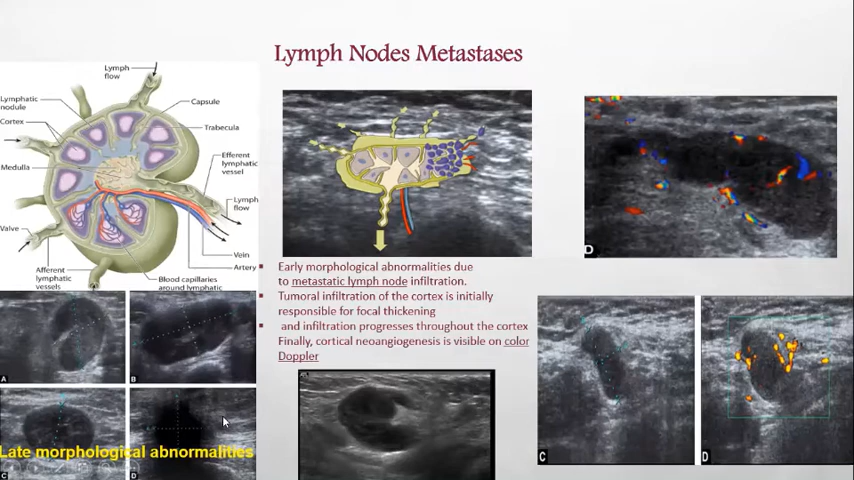 Lymph Nodes Metastases
Lymph
flow
Lymphatic
nodule
Cortex
Medulla
Valve
Afferent
lymphatic
vessels
Capsule
Trabecula
Efferent
lymphatic
vessel
Lymph
flow
Vein
Artery
Blood capillaries
around lymphatic
Early morphological abnormalities due
to metastatic lymph node infiltration.
Tumoral infiltration of the cortex is initially
responsible for focal thickening
and infiltration progresses throughout the cortex
Finally, cortical neoangiogenesis is visible on color
Doppler
D
A
B
C
D
Late morphological abnormalities
C
D